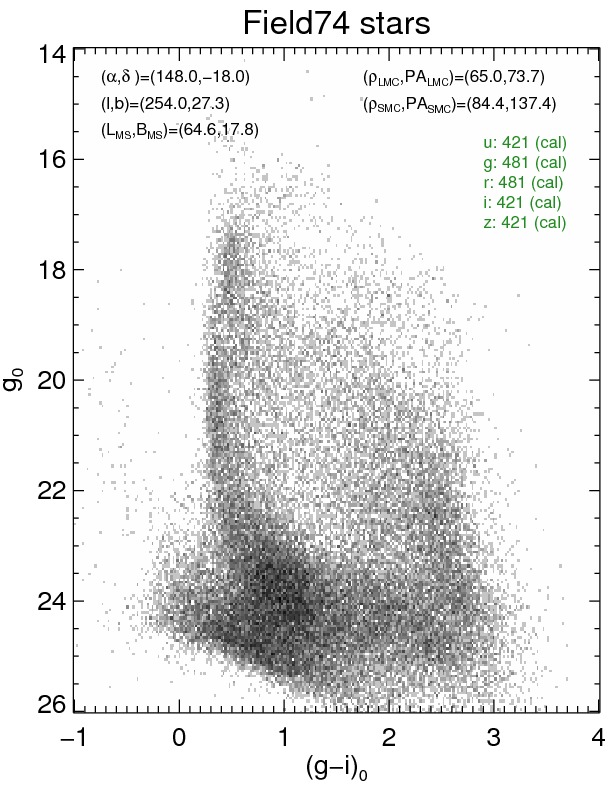 Field74 stars
(α,δ )=(148.0,−18.0)
(ρLMC,PALMC)=(65.0,73.7)
(l,b)=(254.0,27.3)
(ρSMC,PASMC)=(84.4,137.4)
(LMS,BMS)=(64.6,17.8)
u: 421 (cal)
g: 481 (cal)
r: 481 (cal)
i: 421 (cal)
z: 421 (cal)
14
16
18
20
22
24
26
g0
−1 0 1 2 3 4
(g−i)0